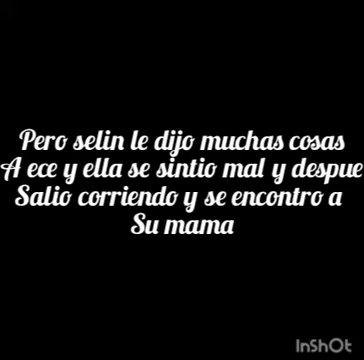 Pero selin le dijo muchas cosas
A ece y ella se sintio mal y despue
Salio corriendo y se encontro a
Su mama
InShOt